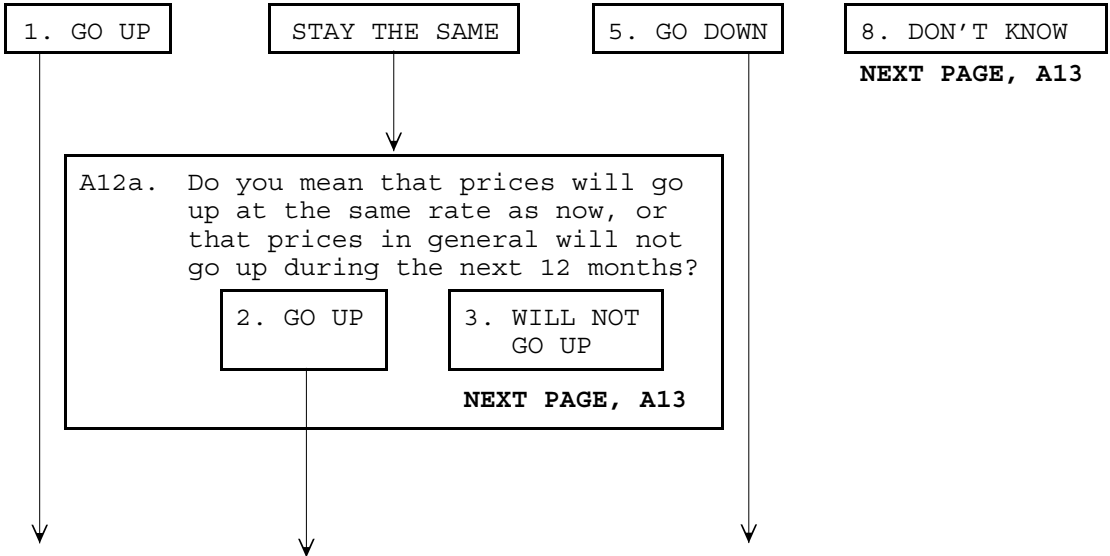 1. GO UP
STAY THE SAME
5. GO DOWN
8. DON'T KNOW
NEXT PAGE, A13
A12a. Do you mean that prices will go
up at the same rate as now, or
that prices in general will not
go up during the next 12 months?
2. GO UP
3. WILL NOT
GO UP
NEXT PAGE, A13